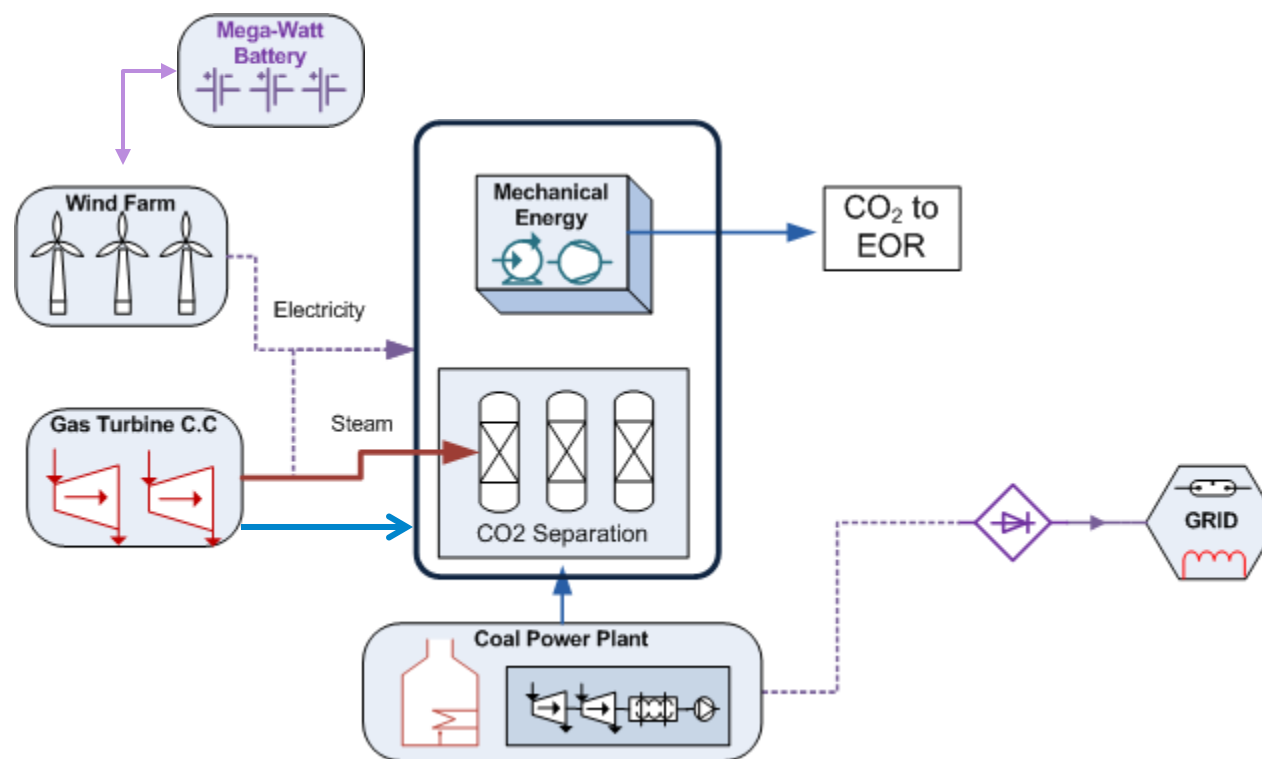 Mega-Watt
Battery
Wind Farm
Mechanical
Energy
CO₂ to
EOR
Electricity
Gas Turbine C.C
Steam
CO2 Separation
GRID
Coal Power Plant